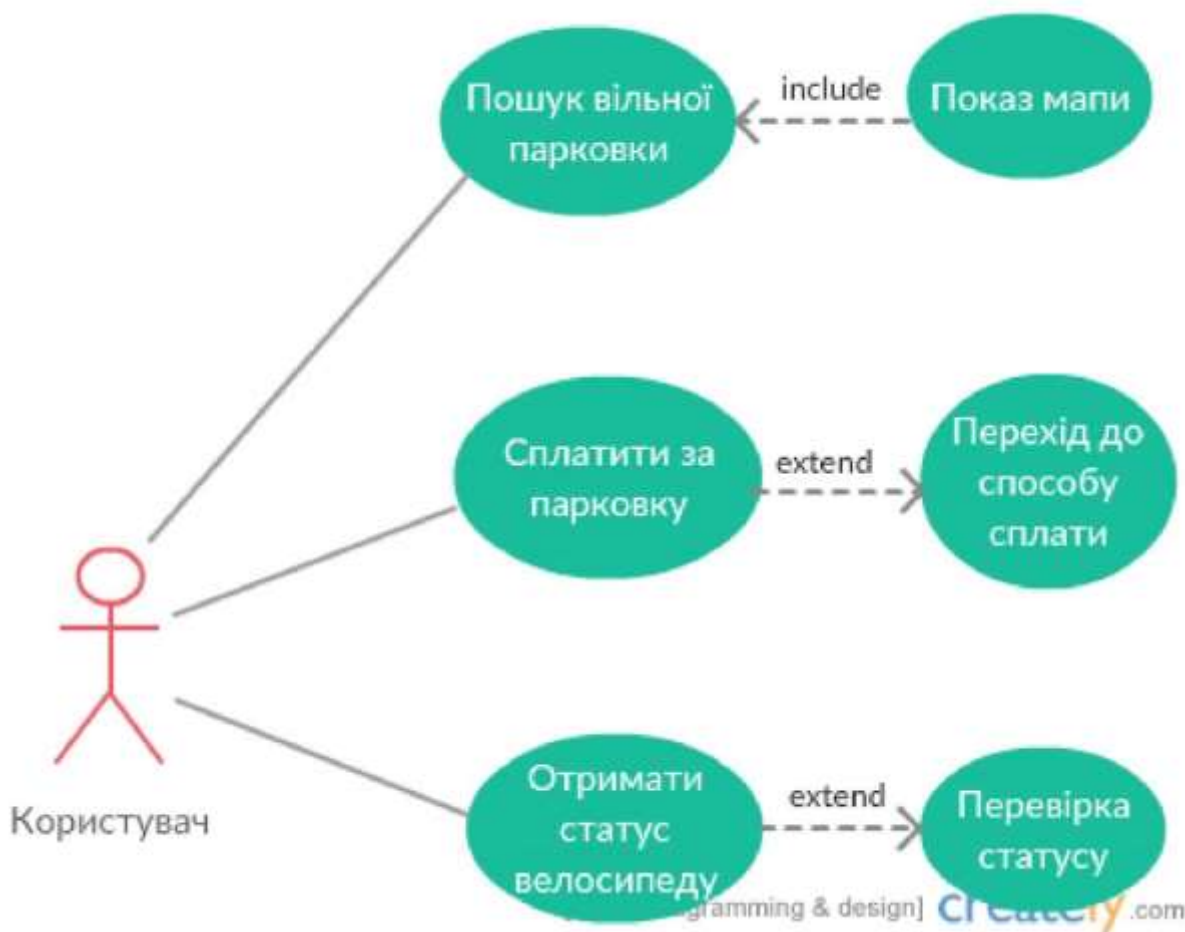 Пошук вільної
парковки
include
Показ мапи
Сплатити за
парковку
extend
Перехід до
способу
сплати
Користувач
Отримати
статус
велосипеду
extend
Перевірка
статусу
& design] creately.com